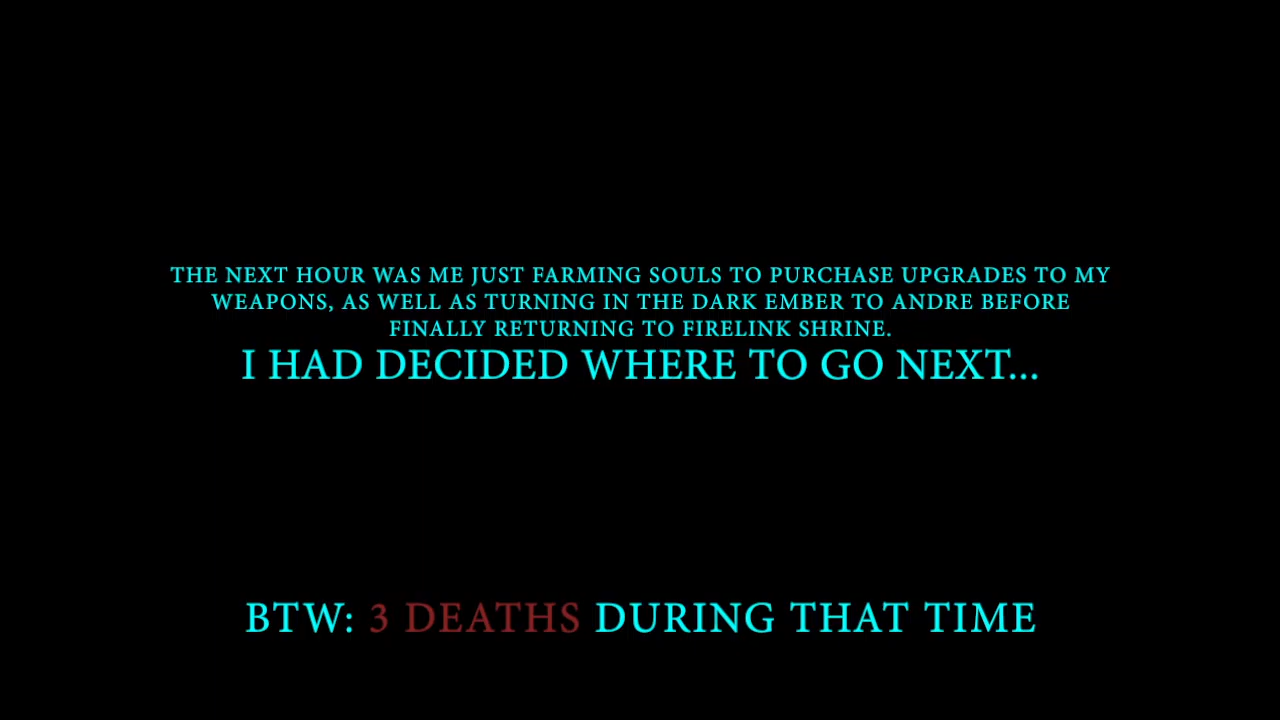 THE NEXT HOUR WAS ME JUST FARMING SOULS TO PURCHASE UPGRADES TO MY
WEAPONS, AS WELL AS TURNING IN THE DARK EMBER TO ANDRE BEFORE
FINALLY RETURNING TO FIRELINK SHRINE.
I HAD DECIDED WHERE TO GO NEXT...
BTW: 3 DEATHS DURING THAT TIME